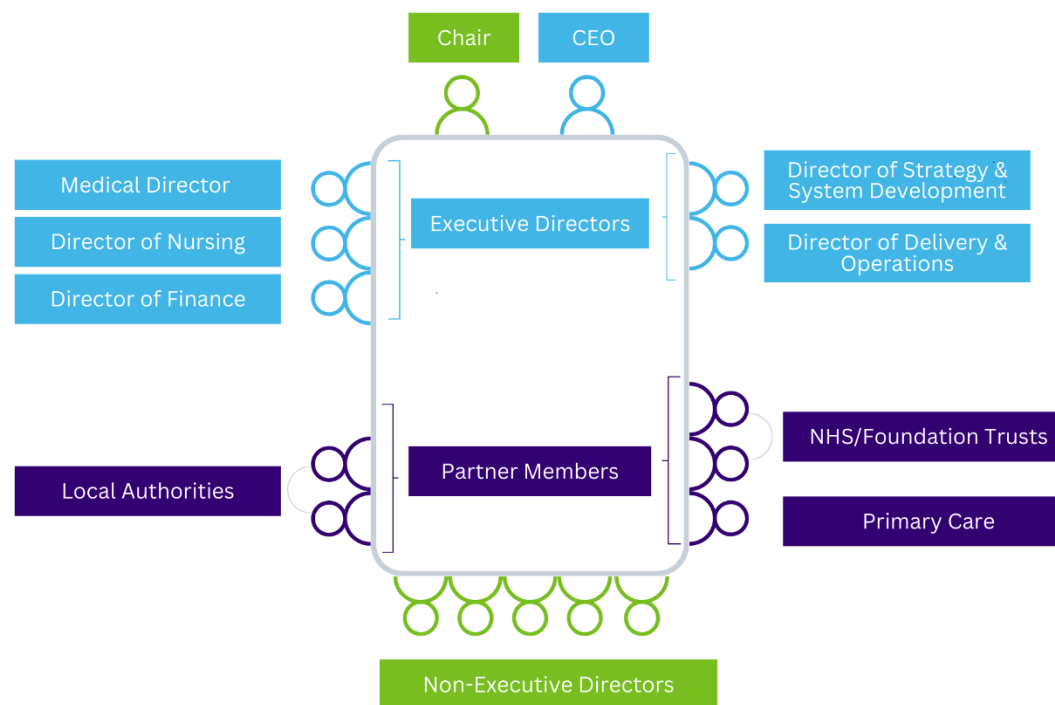 Chair
CEO
Medical Director
Director of Nursing
Director of Finance
Executive Directors
Director of Strategy &
System Development
Director of Delivery &
Operations
Local Authorities
Partner Members
NHS/Foundation Trusts
Primary Care
Non-Executive Directors